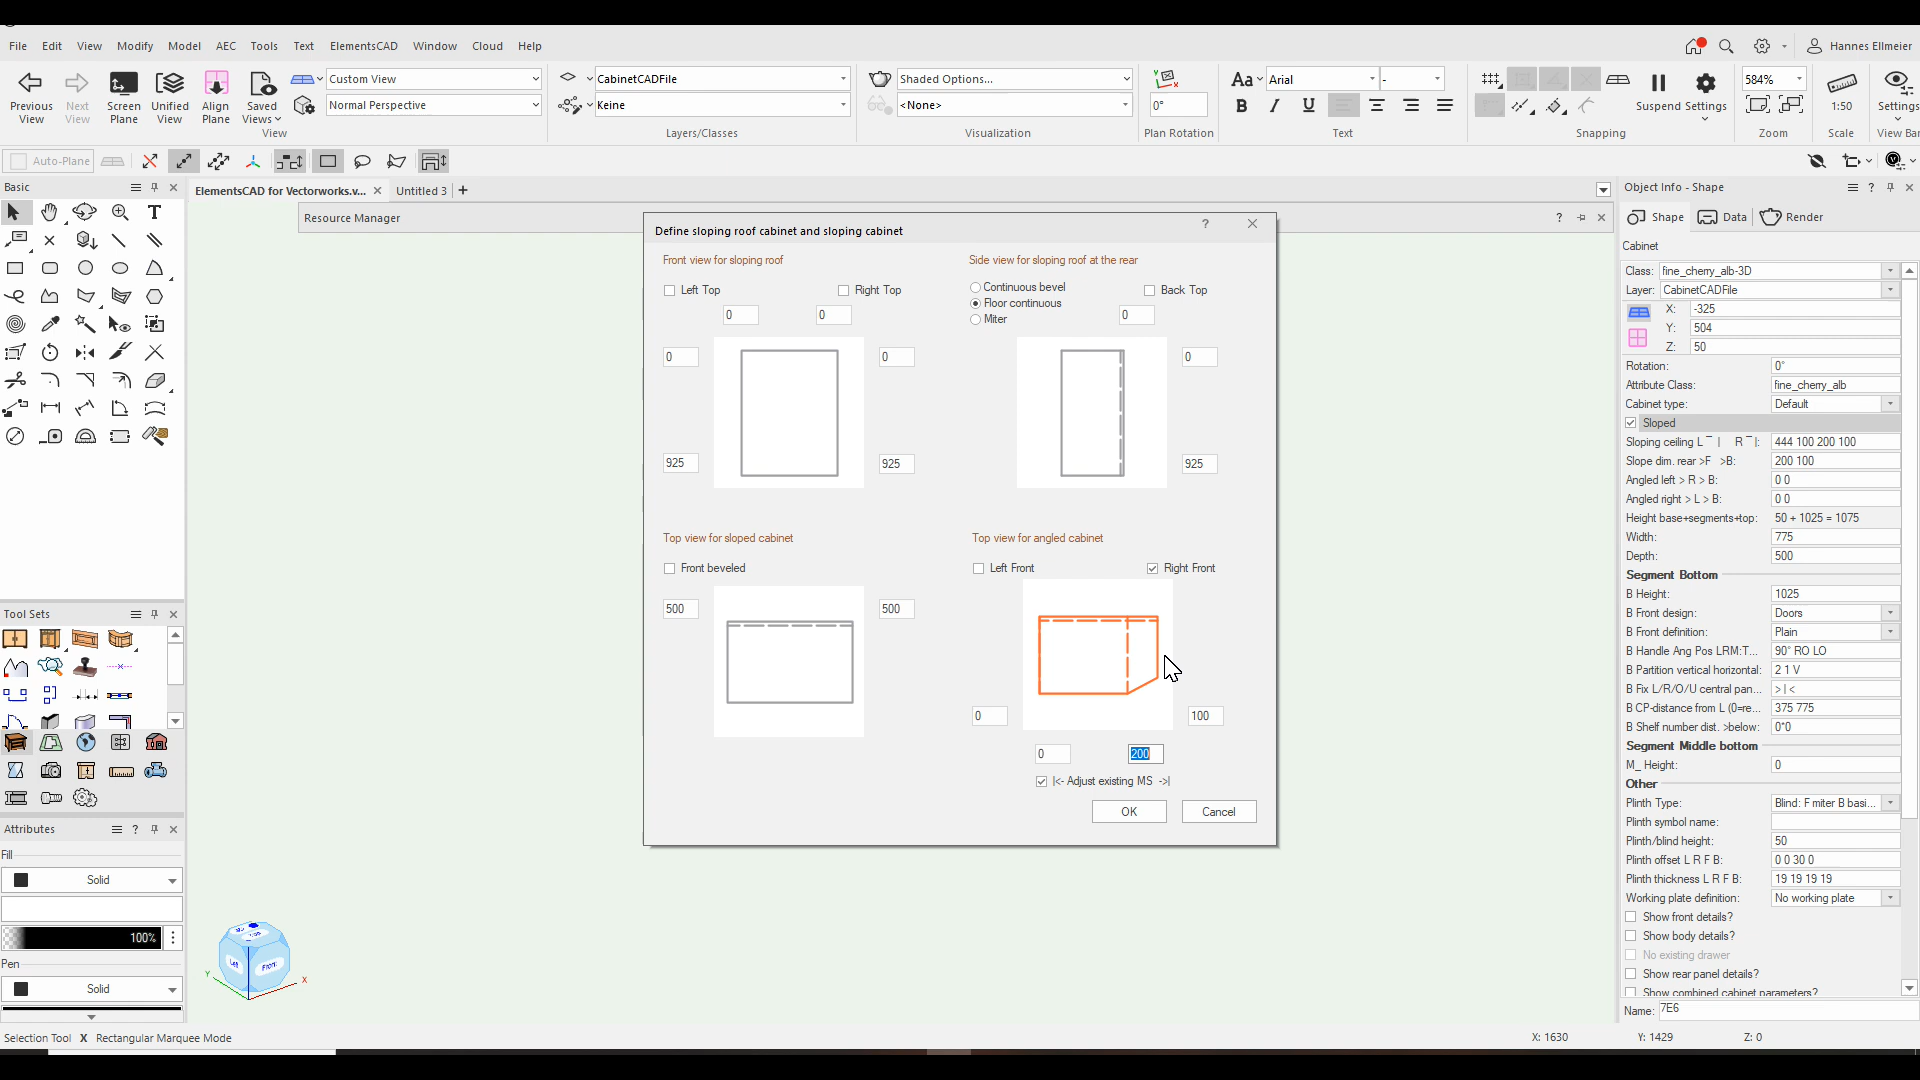 File Edit View Modify Model AEC Tools Text ElementsCAD Window Cloud Help
Hannes Ellmeier
Previous View
Next View
Screen Plane
Unified View
Align Plane
Saved Views
Custom View
Normal Perspective
View
CabinetCADFile
Keine
Layers/Classes
Shaded Options...
<None>
Visualization
0°
Plan Rotation
Aa Arial -
B I U
Text
Suspend Settings
Snapping
584%
Zoom
1:50
Scale
Settings
View Bar
Auto-Plane
Basic
ElementsCAD for Vectorworks.v...
Untitled 3
Resource Manager
Define sloping roof cabinet and sloping cabinet
Front view for sloping roof
Left Top
Right Top
0
0
0
0
925
925
Side view for sloping roof at the rear
Continuous bevel
Floor continuous
Miter
Back Top
0
0
925
Top view for sloped cabinet
Front beveled
500
500
Top view for angled cabinet
Left Front
Right Front
0
100
0
200
|<- Adjust existing MS ->|
OK
Cancel
Object Info - Shape
Shape Data Render
Cabinet
Class: fine_cherry_alb-3D
Layer: CabinetCADFile
X: -325
Y: 504
Z: 50
Rotation: 0°
Attribute Class: fine_cherry_alb
Cabinet type: Default
Sloped
Sloping ceiling L ¯ | R ¯ |: 444 100 200 100
Slope dim. rear >F >B: 200 100
Angled left > R > B: 0 0
Angled right > L > B: 0 0
Height base+segments+top: 50 + 1025 = 1075
Width: 775
Depth: 500
Segment Bottom
B Height: 1025
B Front design: Doors
B Front definition: Plain
B Handle Ang Pos LRM:T... 90° RO LO
B Partition vertical horizontal: 2 1 V
B Fix L/R/O/U central pan... > | <
B CP-distance from L (0=re... 375 775
B Shelf number dist. >below: 0*0
Segment Middle bottom
M_ Height: 0
Other
Plinth Type: Blind: F miter B basi...
Plinth symbol name:
Plinth/blind height: 50
Plinth offset L R F B: 0 0 30 0
Plinth thickness L R F B: 19 19 19 19
Working plate definition: No working plate
Show front details?
Show body details?
No existing drawer
Show rear panel details?
Show combined cabinet parameters?
Name: 7E6
Tool Sets
Attributes
Fill
Solid
100%
Pen
Solid
Front
X
Y
Selection Tool X Rectangular Marquee Mode
X: 1630 Y: 1429 Z: 0